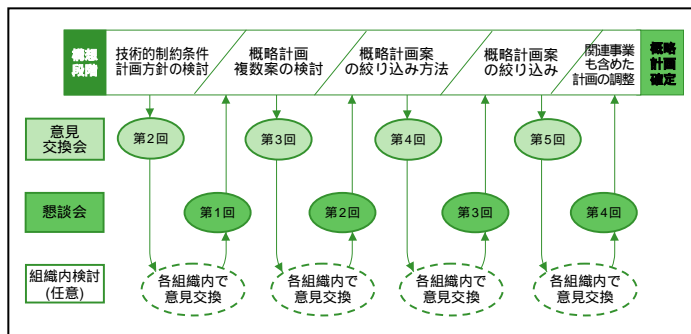 構想
段階
技術的制約条件
計画方針の検討
概略計画
複数案の検討
概略計画案
の絞り込み方法
概略計画案
の絞り込み
関連事業
も含めた
計画の調整
概略
計画
確定
意見
交換会
第2回
第3回
第4回
第5回
懇談会
第1回
第2回
第3回
第4回
組織内検討
(任意)
各組織内で
意見交換
各組織内で
意見交換
各組織内で
意見交換
各組織内で
意見交換